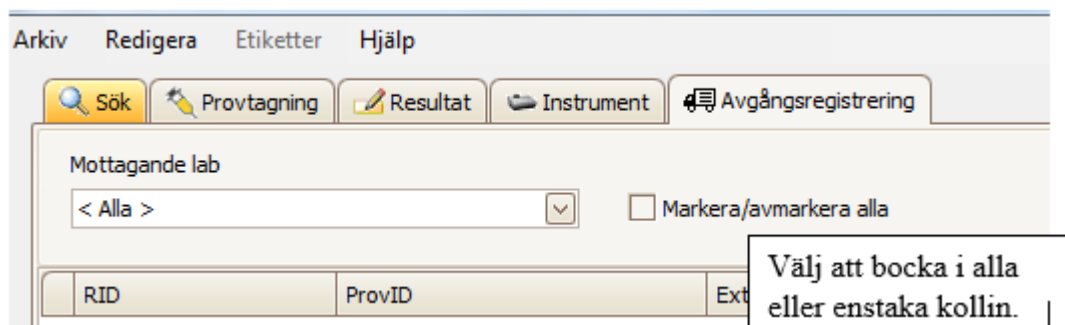 Arkiv Redigera Etiketter Hjälp
Sök Provtagning Resultat Instrument Avgångsregistrering
Mottagande lab
< Alla > Markera/avmarkera alla
Välj att bocka i alla
RID ProvID Ext
eller enstaka kollin.